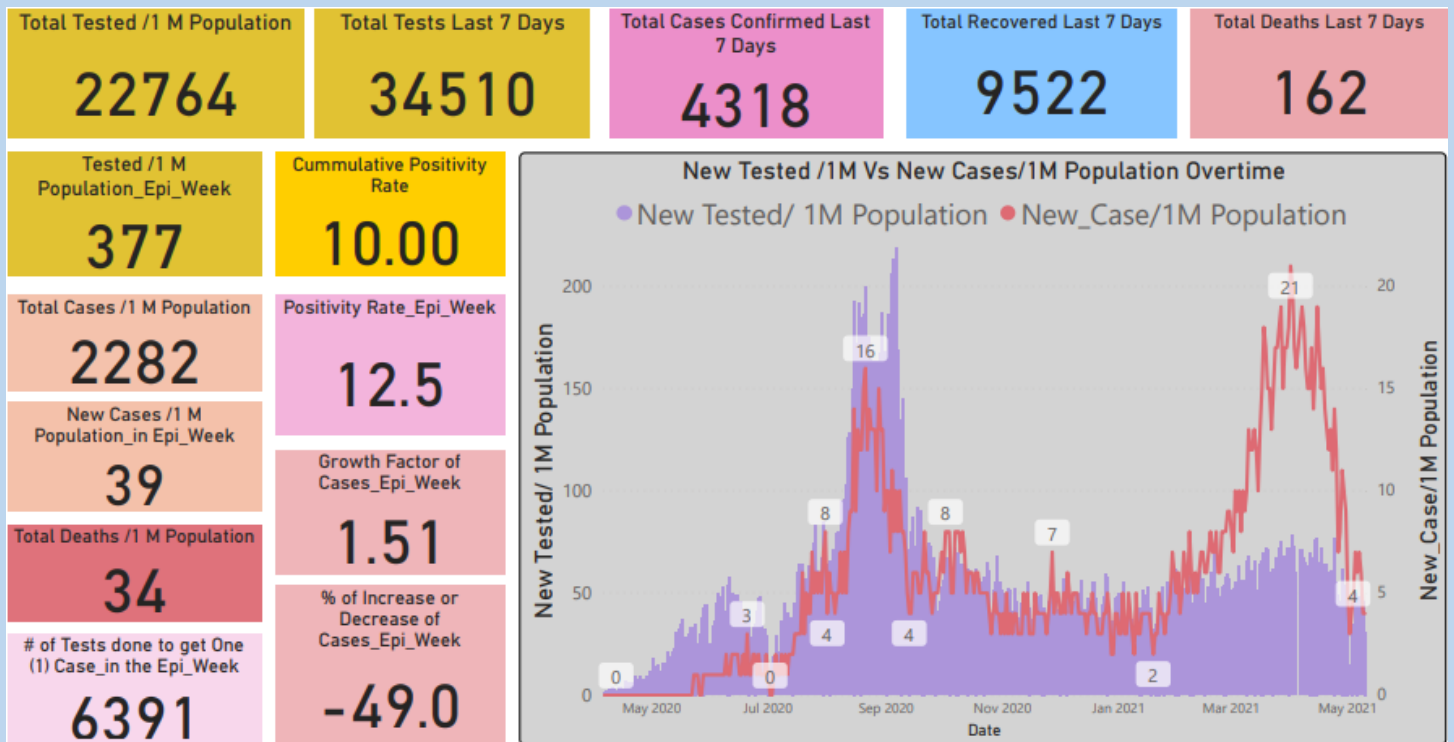 Total Tested /1 M Population
22764
Total Tests Last 7 Days
34510
Total Cases Confirmed Last
7 Days
4318
Total Recovered Last 7 Days
9522
Total Deaths Last 7 Days
162
Tested /1 M
Population_Epi_Week
377
Cummulative Positivity
Rate
10.00
Total Cases /1 M Population
2282
Positivity Rate_Epi_Week
12.5
New Cases /1 M
Population_in Epi_Week
39
Growth Factor of
Cases_Epi_Week
1.51
Total Deaths /1 M Population
34
% of Increase or
Decrease of
Cases_Epi_Week
-49.0
# of Tests done to get One
(1) Case_in the Epi_Week
6391
New Tested /1M Vs New Cases/1M Population Overtime
New Tested/ 1M Population New_Case/1M Population
New Tested/ 1M Population
200
150
100
50
0
0
3
0
8
4
16
4
8
7
2
21
4
20
15
10
5
0
New_Case/1M Population
May 2020 Jul 2020 Sep 2020 Nov 2020 Jan 2021 Mar 2021 May 2021
Date